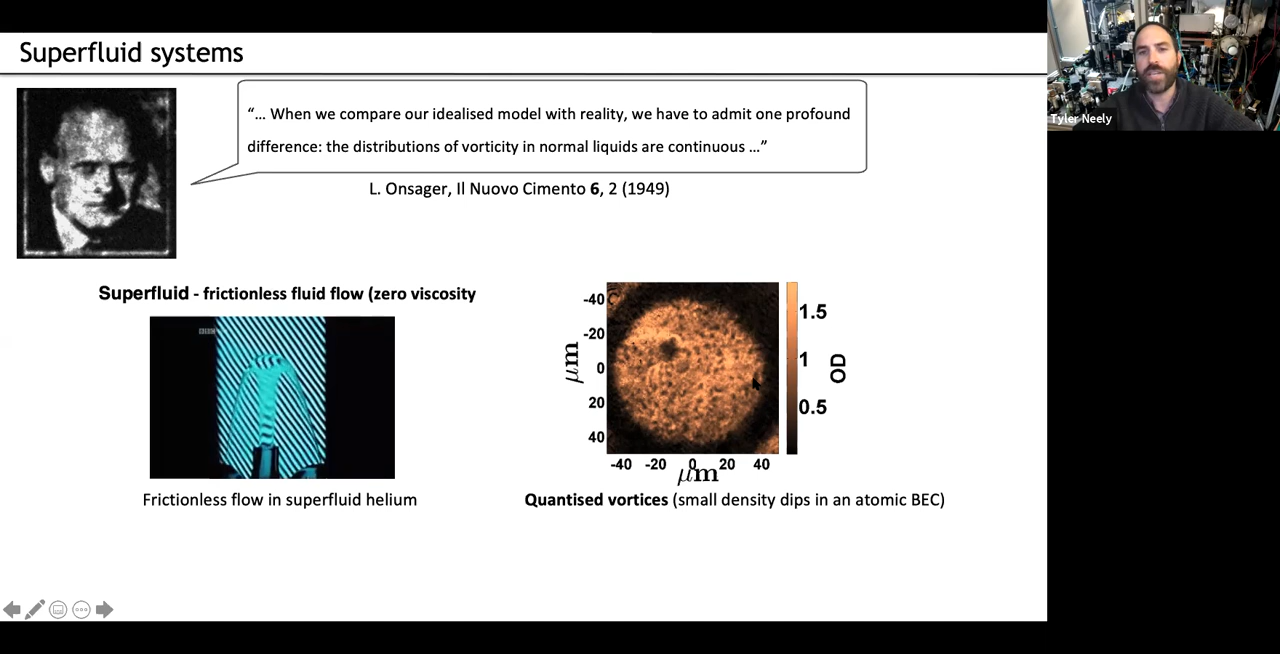 Superfluid systems
“... When we compare our idealised model with reality, we have to admit one profound
difference: the distributions of vorticity in normal liquids are continuous ...”
L. Onsager, Il Nuovo Cimento 6, 2 (1949)
Tyler Neely
Superfluid - frictionless fluid flow (zero viscosity
BBC
Frictionless flow in superfluid helium
-40
-20
0
20
40
μm
-40 -20 0 20 40
μm
1.5
1
0.5
OD
Quantised vortices (small density dips in an atomic BEC)